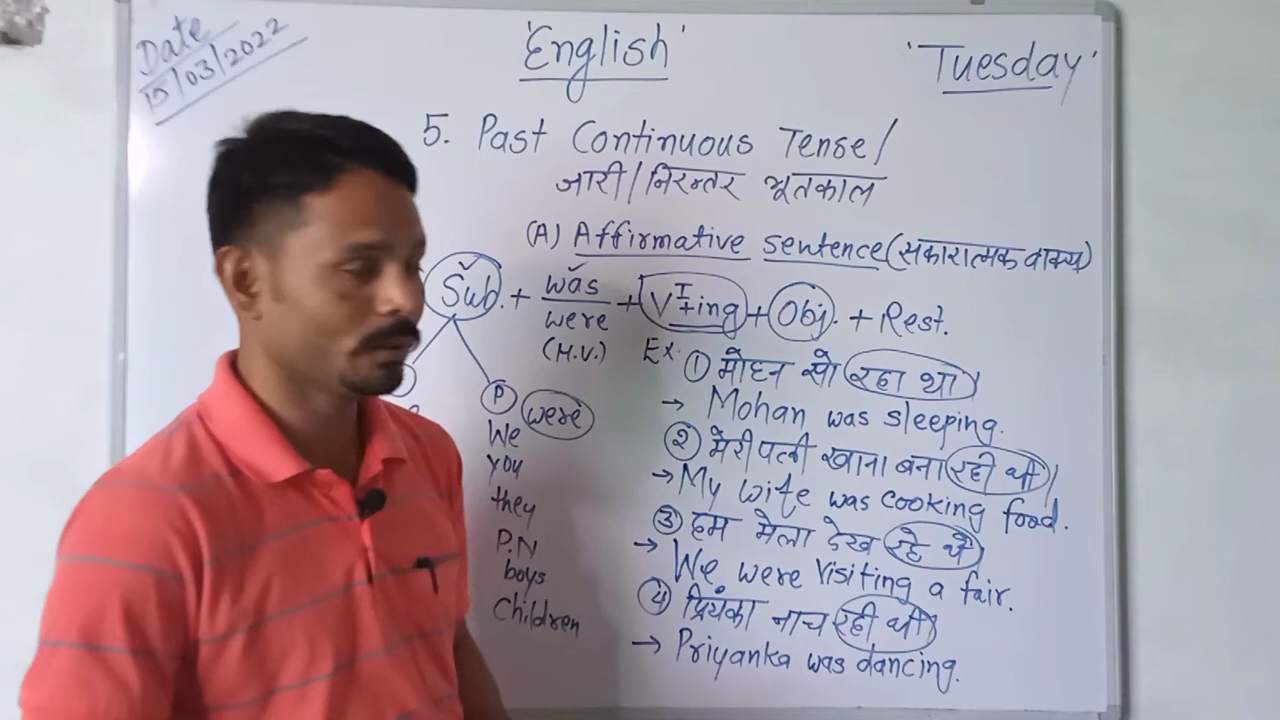 Date
15/03/2022
'English'
'Tuesday'
5. Past Continuous Tense/
जारी/निरन्तर भूतकाल
(A) Affirmative sentence (सकारात्मक वाक्य)
Sub. + was/were + V I+ing + Obj. + Rest.
(H.V.)
Ex.
① मोहन सो रहा था।
→ Mohan was sleeping.
② मेरी पत्नी खाना बना रही थी।
→ My wife was cooking food.
③ हम मेला देख रहे थे।
→ We were visiting a fair.
④ प्रियंका नाच रही थी।
→ Priyanka was dancing.
P were
We
you
they
P.N
boys
Children